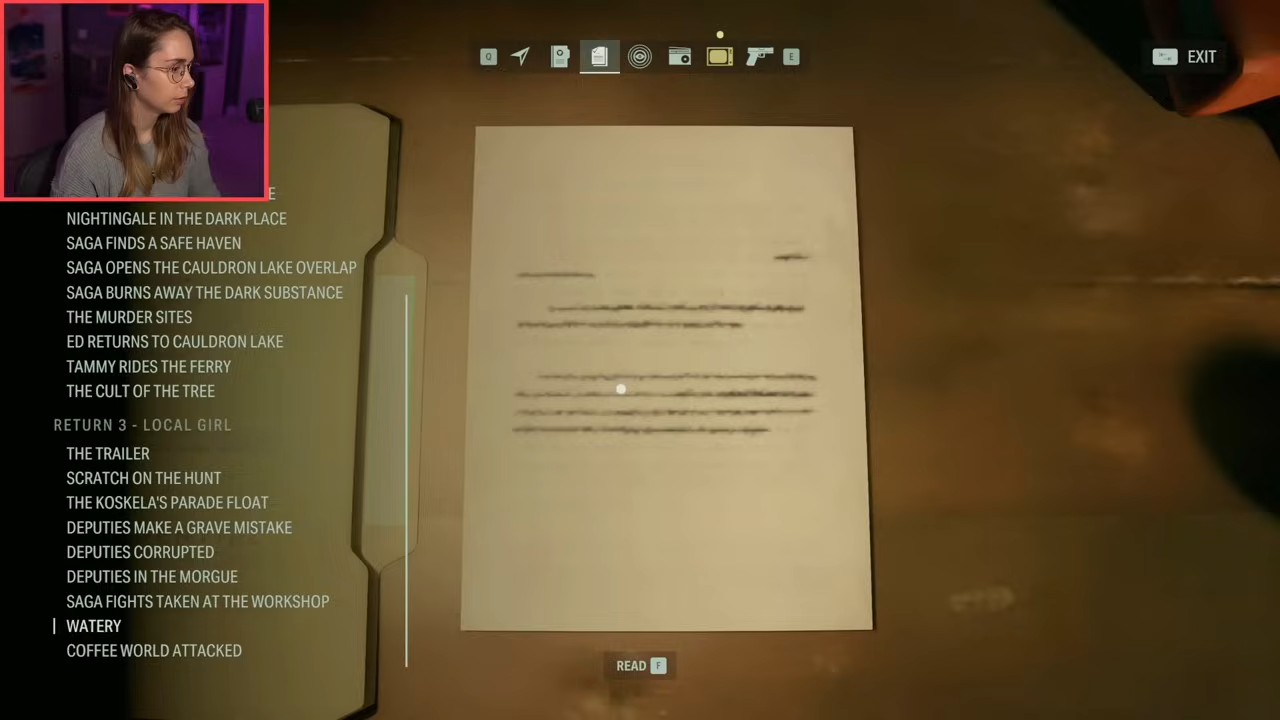 Q
E
EXIT
E
NIGHTINGALE IN THE DARK PLACE
SAGA FINDS A SAFE HAVEN
SAGA OPENS THE CAULDRON LAKE OVERLAP
SAGA BURNS AWAY THE DARK SUBSTANCE
THE MURDER SITES
ED RETURNS TO CAULDRON LAKE
TAMMY RIDES THE FERRY
THE CULT OF THE TREE
RETURN 3 - LOCAL GIRL
THE TRAILER
SCRATCH ON THE HUNT
THE KOSKELA'S PARADE FLOAT
DEPUTIES MAKE A GRAVE MISTAKE
DEPUTIES CORRUPTED
DEPUTIES IN THE MORGUE
SAGA FIGHTS TAKEN AT THE WORKSHOP
WATERY
COFFEE WORLD ATTACKED
READ F